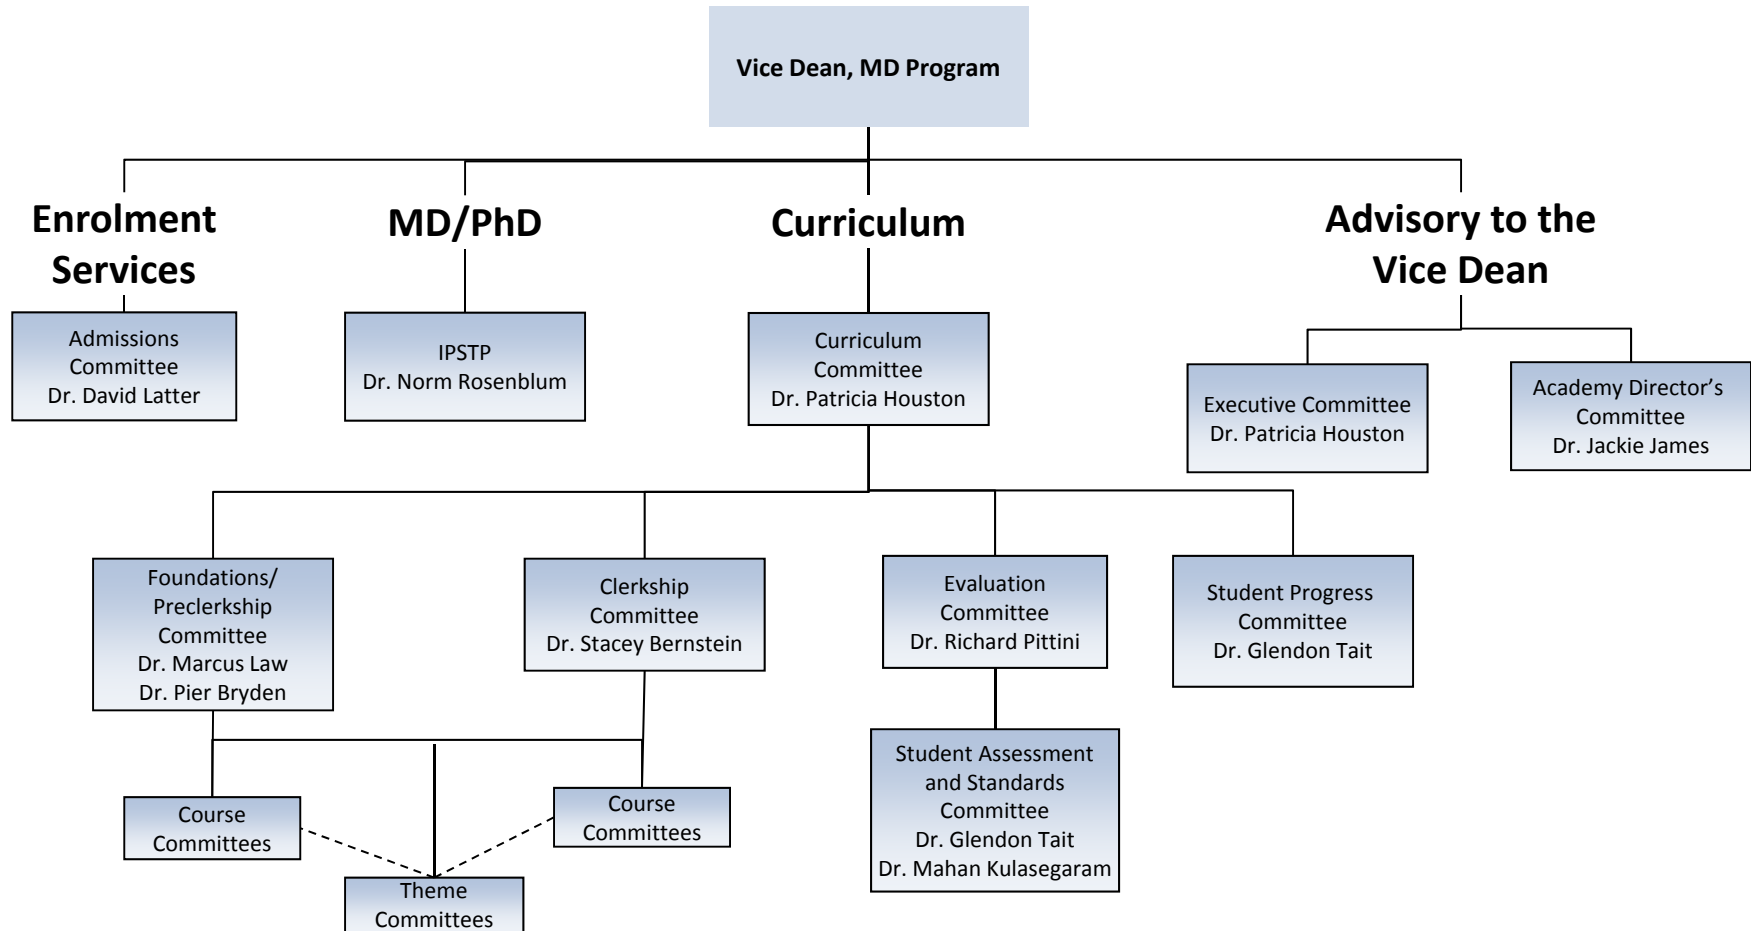 Vice Dean, MD Program
Enrolment
Services
MD/PhD
Curriculum
Advisory to the
Vice Dean
Admissions
Committee
Dr. David Latter
IPSTP
Dr. Norm Rosenblum
Curriculum
Committee
Dr. Patricia Houston
Executive Committee
Dr. Patricia Houston
Academy Director’s
Committee
Dr. Jackie James
Foundations/
Preclerkship
Committee
Dr. Marcus Law
Dr. Pier Bryden
Clerkship
Committee
Dr. Stacey Bernstein
Evaluation
Committee
Dr. Richard Pittini
Student Progress
Committee
Dr. Glendon Tait
Course
Committees
Course
Committees
Student Assessment
and Standards
Committee
Dr. Glendon Tait
Dr. Mahan Kulasegaram
Theme
Committees